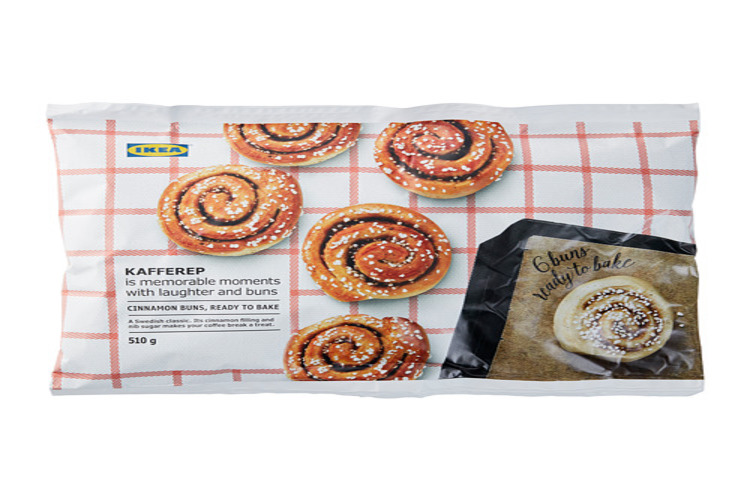 IKEA
KAFFEREP
is memorable moments
with laughter and buns
CINNAMON BUNS, READY TO BAKE
A Swedish classic. Its cinnamon filling and
nib sugar makes your coffee break a treat.
510 g
6 buns
ready to bake